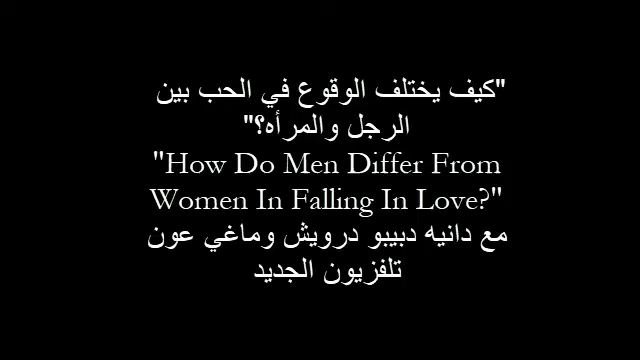 "كيف يختلف الوقوع في الحب بين
الرجل والمرأه؟"
"How Do Men Differ From
Women In Falling In Love?"
مع دانيه دبيبو درويش وماغي عون
تلفزيون الجديد